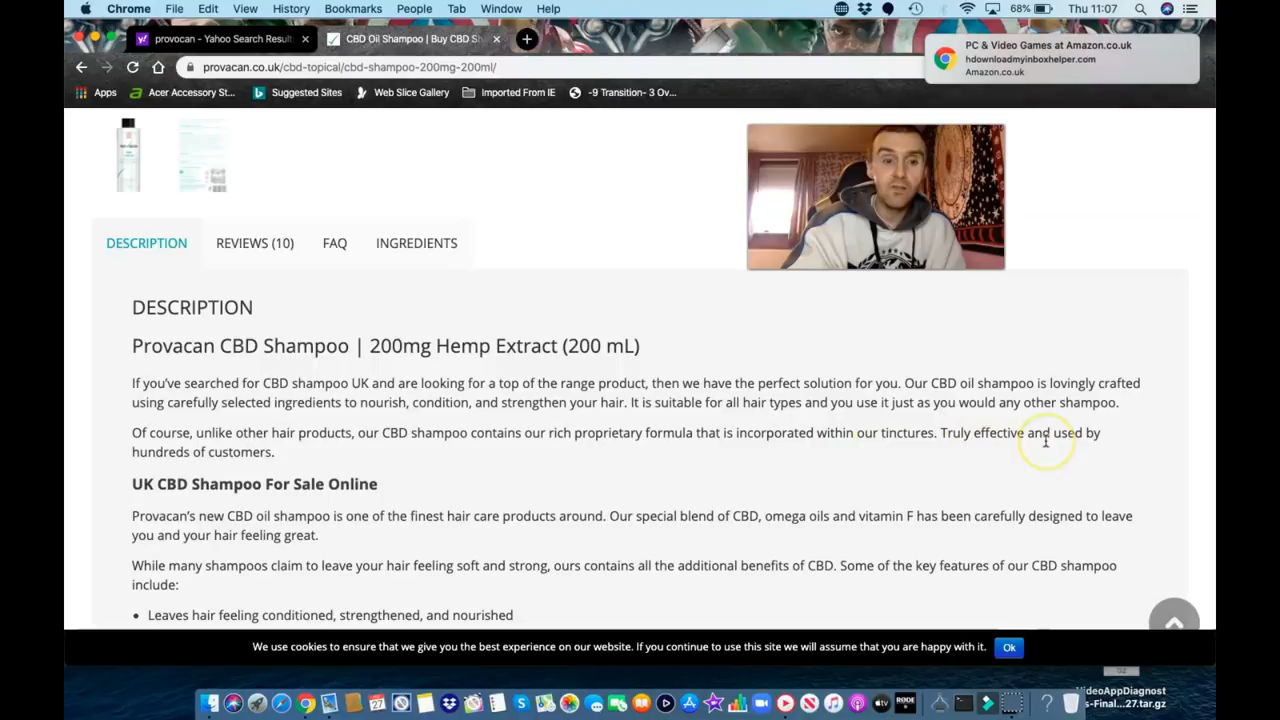 Chrome File Edit View History Bookmarks People Tab Window Help 68% Thu 11:07
provocan - Yahoo Search Result
CBD Oil Shampoo | Buy CBD Sh
PC & Video Games at Amazon.co.uk
hdownloadmyinboxhelper.com
Amazon.co.uk
provacan.co.uk/cbd-topical/cbd-shampoo-200mg-200ml/
Apps Acer Accessory St... Suggested Sites Web Slice Gallery Imported From IE -9 Transition- 3 Ov...
DESCRIPTION REVIEWS (10) FAQ INGREDIENTS
DESCRIPTION
Provacan CBD Shampoo | 200mg Hemp Extract (200 mL)
If you've searched for CBD shampoo UK and are looking for a top of the range product, then we have the perfect solution for you. Our CBD oil shampoo is lovingly crafted
using carefully selected ingredients to nourish, condition, and strengthen your hair. It is suitable for all hair types and you use it just as you would any other shampoo.
Of course, unlike other hair products, our CBD shampoo contains our rich proprietary formula that is incorporated within our tinctures. Truly effective and used by
hundreds of customers.
UK CBD Shampoo For Sale Online
Provacan's new CBD oil shampoo is one of the finest hair care products around. Our special blend of CBD, omega oils and vitamin F has been carefully designed to leave
you and your hair feeling great.
While many shampoos claim to leave your hair feeling soft and strong, ours contains all the additional benefits of CBD. Some of the key features of our CBD shampoo
include:
• Leaves hair feeling conditioned, strengthened, and nourished
We use cookies to ensure that we give you the best experience on our website. If you continue to use this site we will assume that you are happy with it. Ok
VideoAppDiagnost
s-Final...27.tar.gz